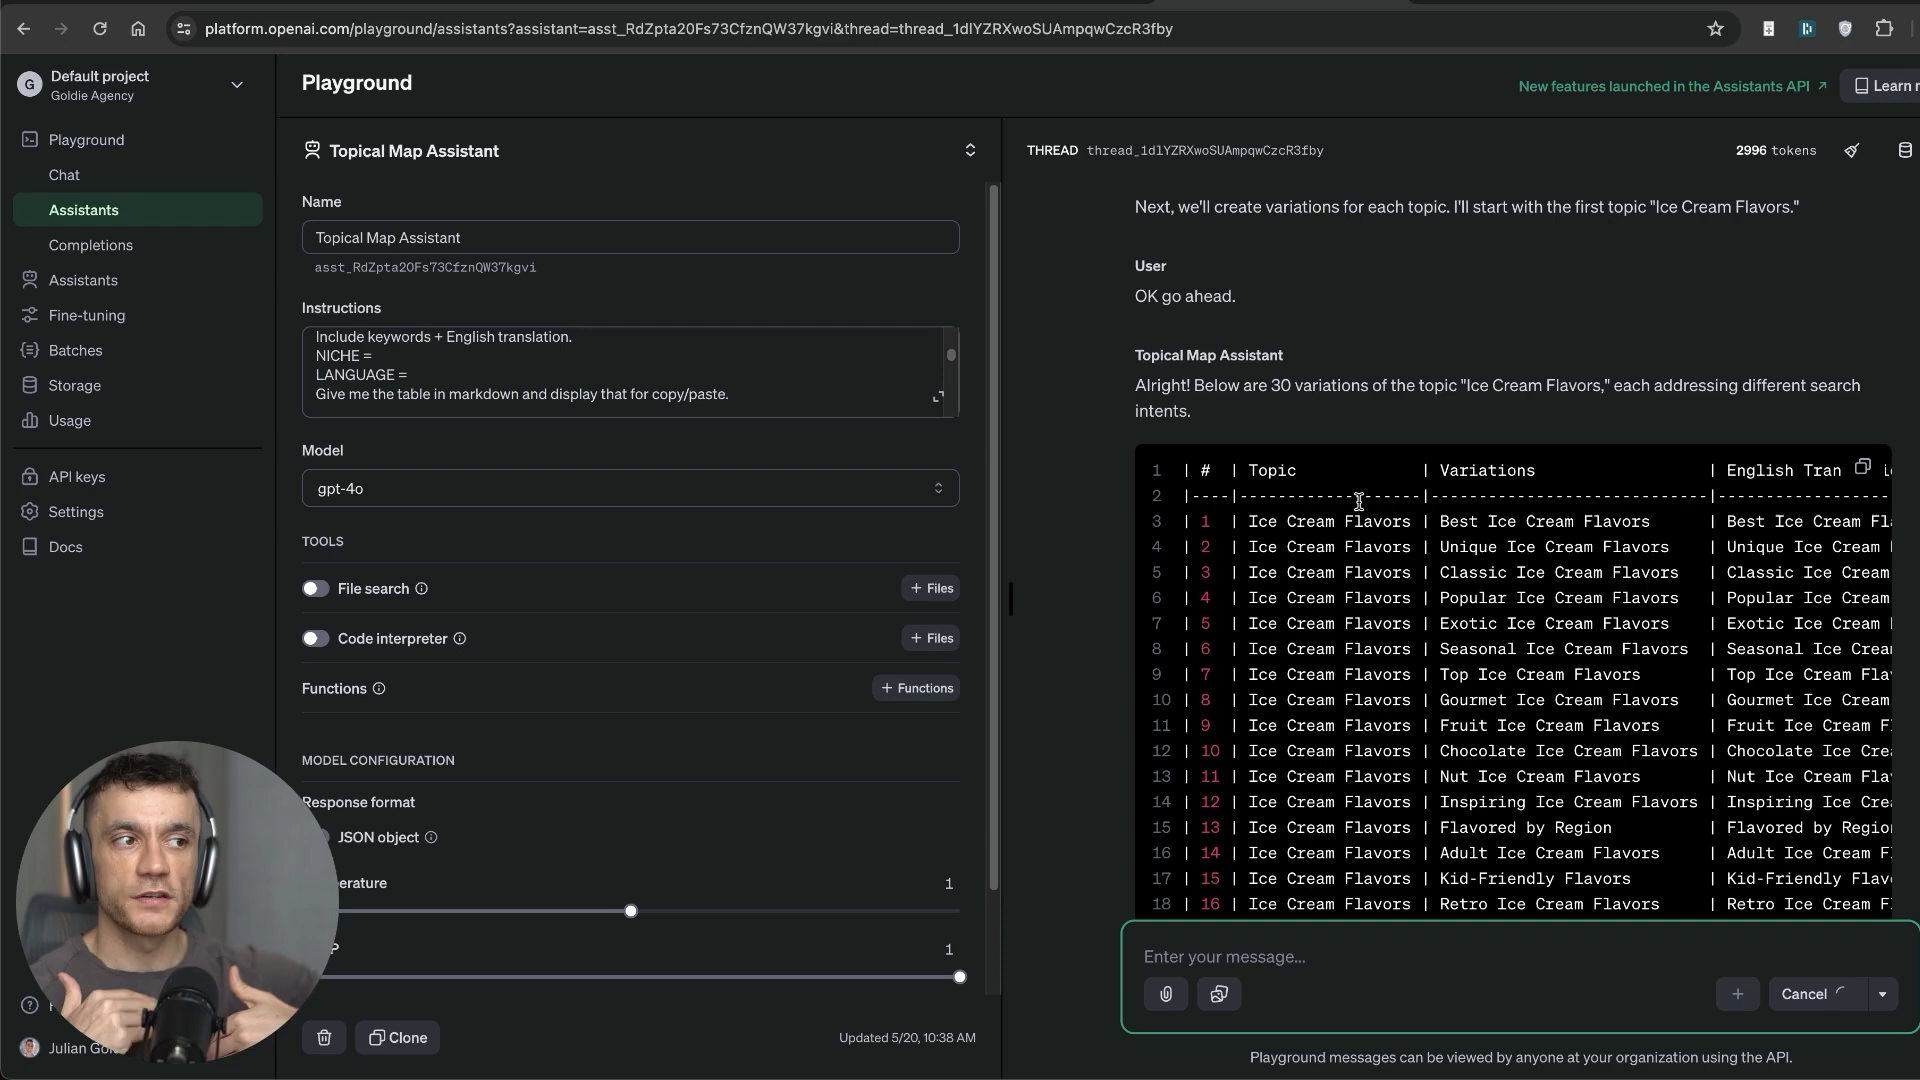 platform.openai.com/playground/assistants?assistant=asst_RdZpta2OFs73CfznQW37kgvi&thread=thread_1dlYZRXwoSUAmpqwCzcR3fby
G
Default project
Goldie Agency
Playground
Chat
Assistants
Completions
Assistants
Fine-tuning
Batches
Storage
Usage
API keys
Settings
Docs
Julian Go
Playground
New features launched in the Assistants API ↗
Learn
Topical Map Assistant
Name
Topical Map Assistant
asst_RdZpta2OFs73CfznQW37kgvi
Instructions
Include keywords + English translation.
NICHE =
LANGUAGE =
Give me the table in markdown and display that for copy/paste.
Model
gpt-4o
TOOLS
File search
+ Files
Code interpreter
+ Files
Functions
+ Functions
MODEL CONFIGURATION
Response format
JSON object
erature
1
P
1
Clone
Updated 5/20, 10:38 AM
THREAD thread_1dlYZRXwoSUAmpqwCzcR3fby
2996 tokens
Next, we'll create variations for each topic. I'll start with the first topic "Ice Cream Flavors."
User
OK go ahead.
Topical Map Assistant
Alright! Below are 30 variations of the topic "Ice Cream Flavors," each addressing different search
intents.
1 | # | Topic | Variations | English Tran
2 |----|-------------------|-----------------------------|------------------
3 | 1 | Ice Cream Flavors | Best Ice Cream Flavors | Best Ice Cream Fl
4 | 2 | Ice Cream Flavors | Unique Ice Cream Flavors | Unique Ice Cream
5 | 3 | Ice Cream Flavors | Classic Ice Cream Flavors | Classic Ice Cream
6 | 4 | Ice Cream Flavors | Popular Ice Cream Flavors | Popular Ice Cream
7 | 5 | Ice Cream Flavors | Exotic Ice Cream Flavors | Exotic Ice Cream
8 | 6 | Ice Cream Flavors | Seasonal Ice Cream Flavors | Seasonal Ice Crea
9 | 7 | Ice Cream Flavors | Top Ice Cream Flavors | Top Ice Cream Fla
10 | 8 | Ice Cream Flavors | Gourmet Ice Cream Flavors | Gourmet Ice Cream
11 | 9 | Ice Cream Flavors | Fruit Ice Cream Flavors | Fruit Ice Cream F
12 | 10 | Ice Cream Flavors | Chocolate Ice Cream Flavors | Chocolate Ice Cre
13 | 11 | Ice Cream Flavors | Nut Ice Cream Flavors | Nut Ice Cream Fla
14 | 12 | Ice Cream Flavors | Inspiring Ice Cream Flavors | Inspiring Ice Cre
15 | 13 | Ice Cream Flavors | Flavored by Region | Flavored by Regio
16 | 14 | Ice Cream Flavors | Adult Ice Cream Flavors | Adult Ice Cream F
17 | 15 | Ice Cream Flavors | Kid-Friendly Flavors | Kid-Friendly Flav
18 | 16 | Ice Cream Flavors | Retro Ice Cream Flavors | Retro Ice Cream F
Enter your message...
Cancel
Playground messages can be viewed by anyone at your organization using the API.